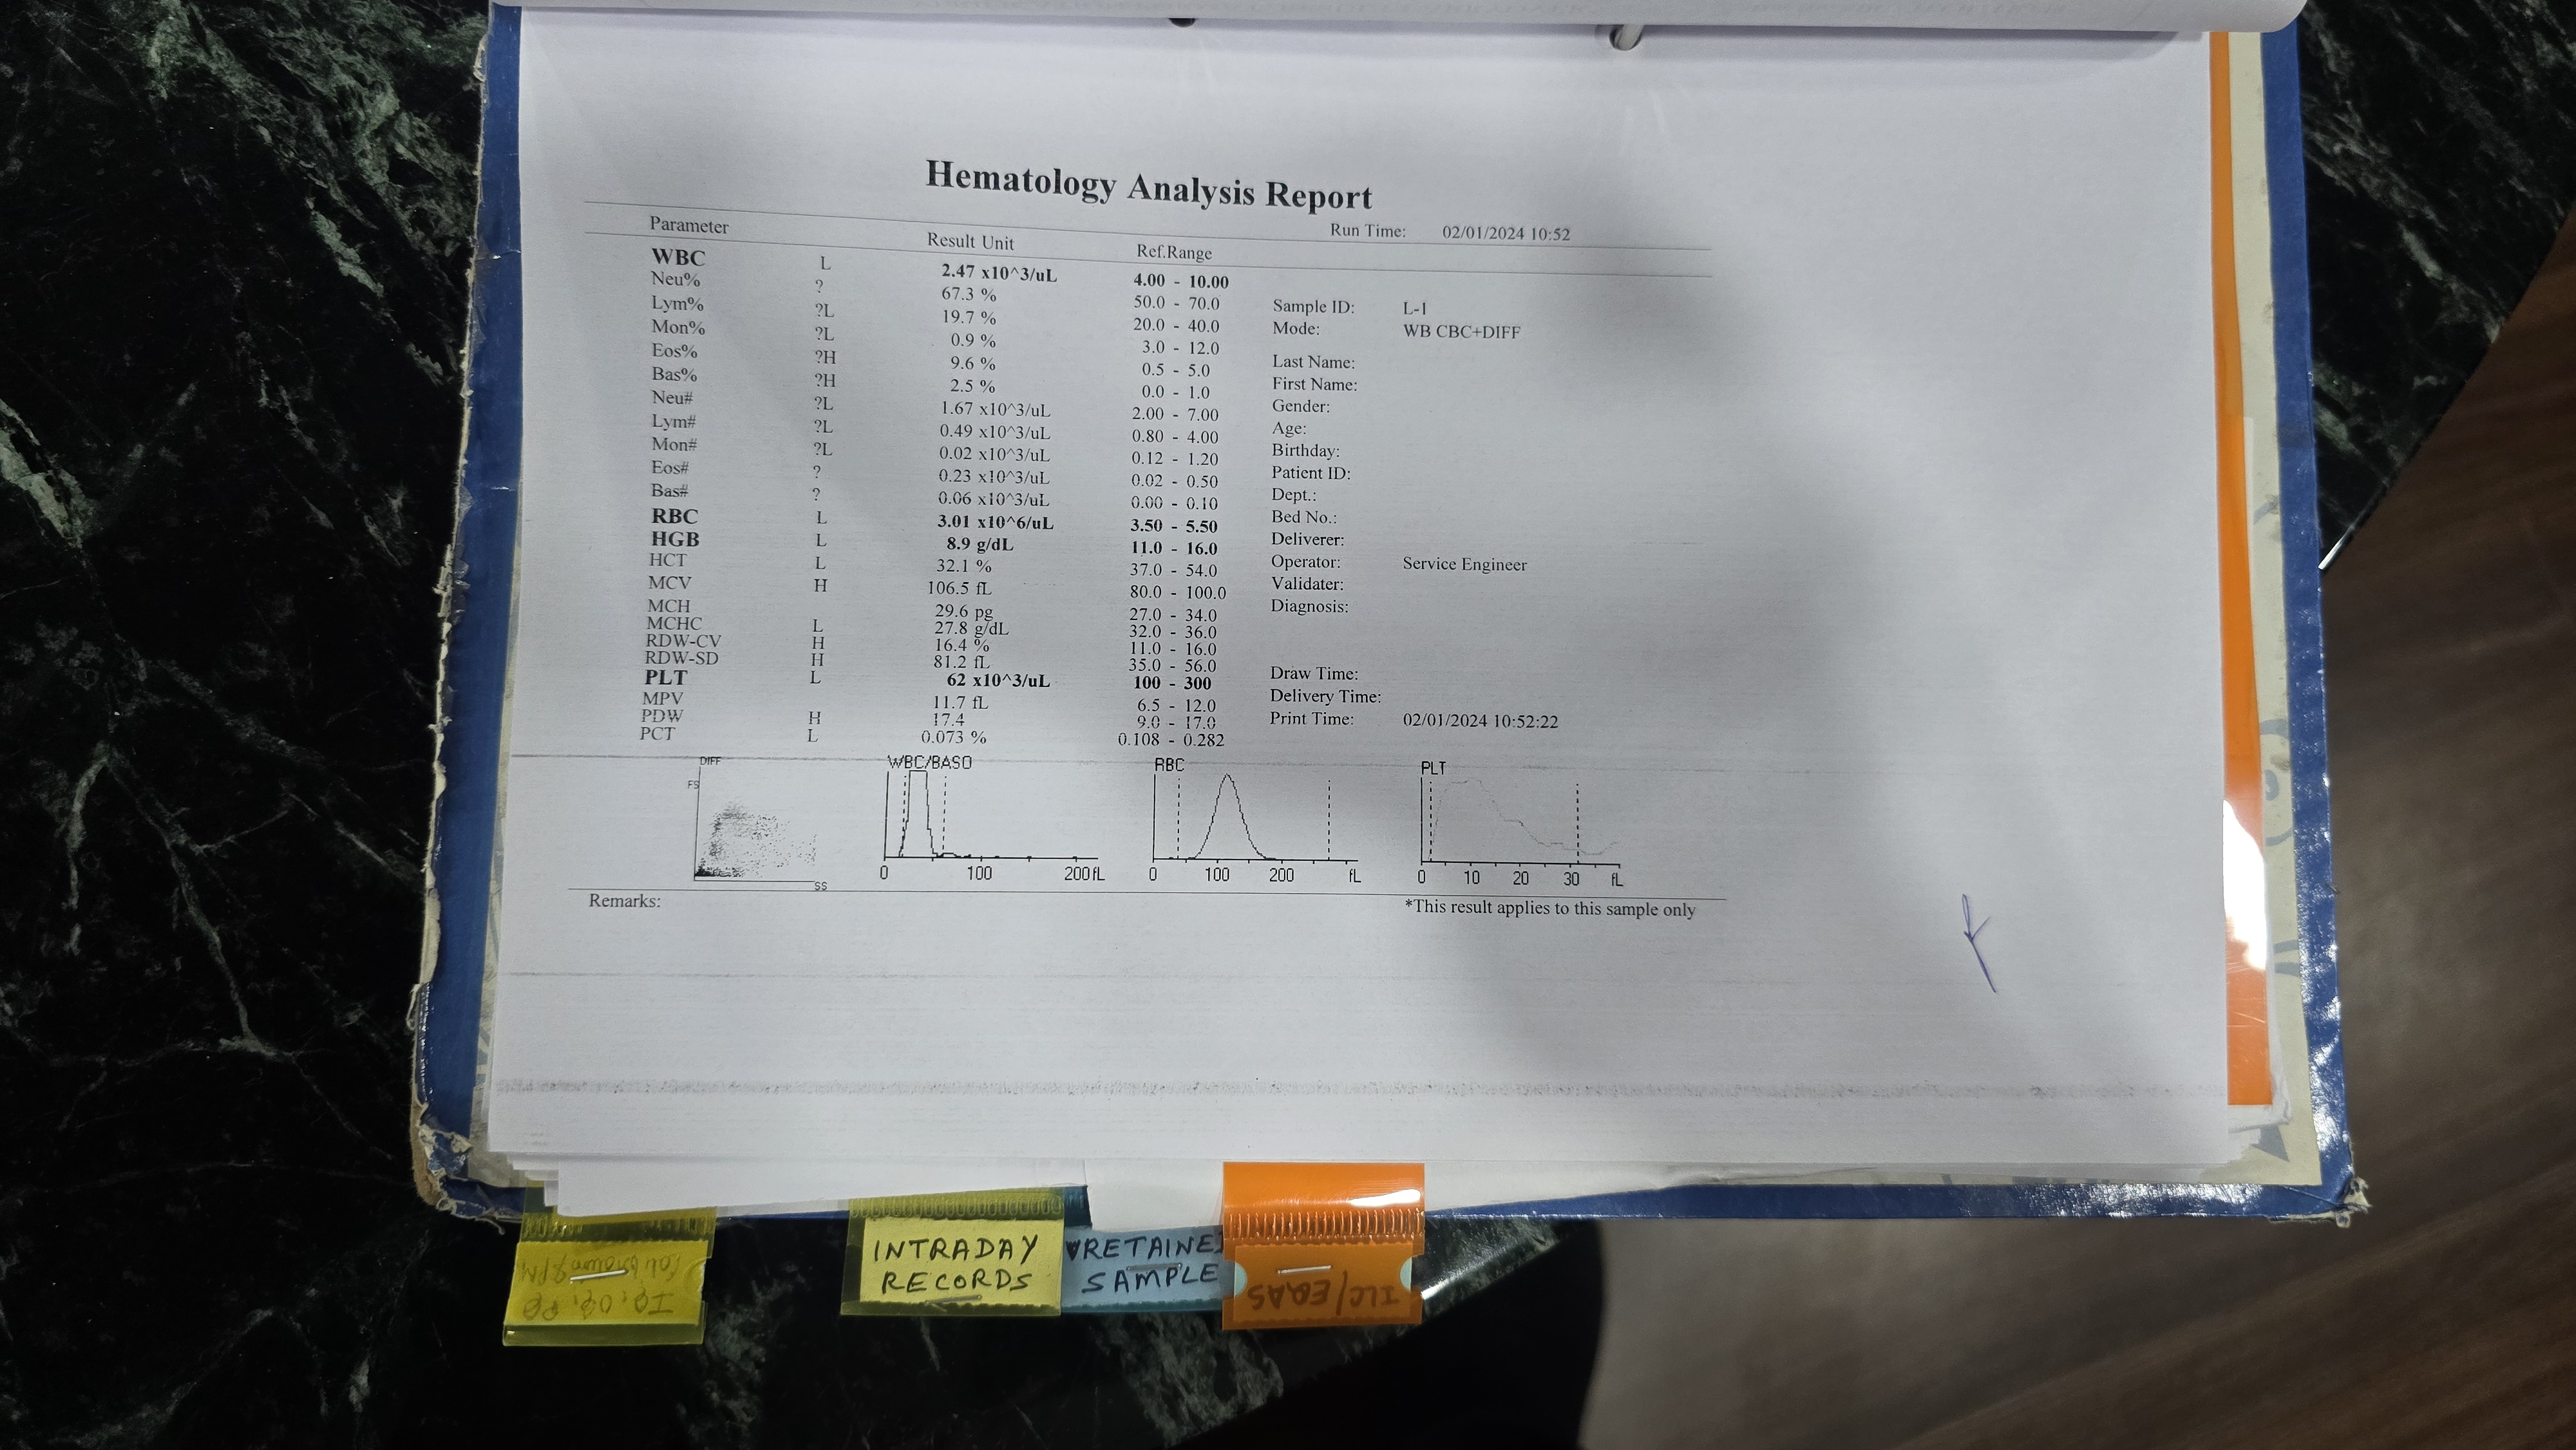 Hematology Analysis Report
Run Time: 02/01/2024 10:52
Parameter Result Unit Ref.Range
WBC L 2.47 x10^3/uL 4.00 - 10.00
Neu% ? 67.3 % 50.0 - 70.0
Lym% ?L 19.7 % 20.0 - 40.0
Mon% ?L 0.9 % 3.0 - 12.0
Eos% ?H 9.6 % 0.5 - 5.0
Bas% ?H 2.5 % 0.0 - 1.0
Neu# ?L 1.67 x10^3/uL 2.00 - 7.00
Lym# ?L 0.49 x10^3/uL 0.80 - 4.00
Mon# ?L 0.02 x10^3/uL 0.12 - 1.20
Eos# ? 0.23 x10^3/uL 0.02 - 0.50
Bas# ? 0.06 x10^3/uL 0.00 - 0.10
RBC L 3.01 x10^6/uL 3.50 - 5.50
HGB L 8.9 g/dL 11.0 - 16.0
HCT L 32.1 % 37.0 - 54.0
MCV H 106.5 fL 80.0 - 100.0
MCH 29.6 pg 27.0 - 34.0
MCHC L 27.8 g/dL 32.0 - 36.0
RDW-CV H 16.4 % 11.0 - 16.0
RDW-SD H 81.2 fL 35.0 - 56.0
PLT L 62 x10^3/uL 100 - 300
MPV 11.7 fL 6.5 - 12.0
PDW H 17.4 9.0 - 17.0
PCT L 0.073 % 0.108 - 0.282
Sample ID: L-1
Mode: WB CBC+DIFF
Last Name:
First Name:
Gender:
Age:
Birthday:
Patient ID:
Dept.:
Bed No.:
Deliverer:
Operator: Service Engineer
Validater:
Diagnosis:
Draw Time:
Delivery Time:
Print Time: 02/01/2024 10:52:22
DIFF
FS
SS
WBC/BASO
0 100 200fL
RBC
0 100 200 fL
PLT
0 10 20 30 fL
Remarks: *This result applies to this sample only
INTRADAY
RECORDS
RETAINED
SAMPLE
ILC/EQAS